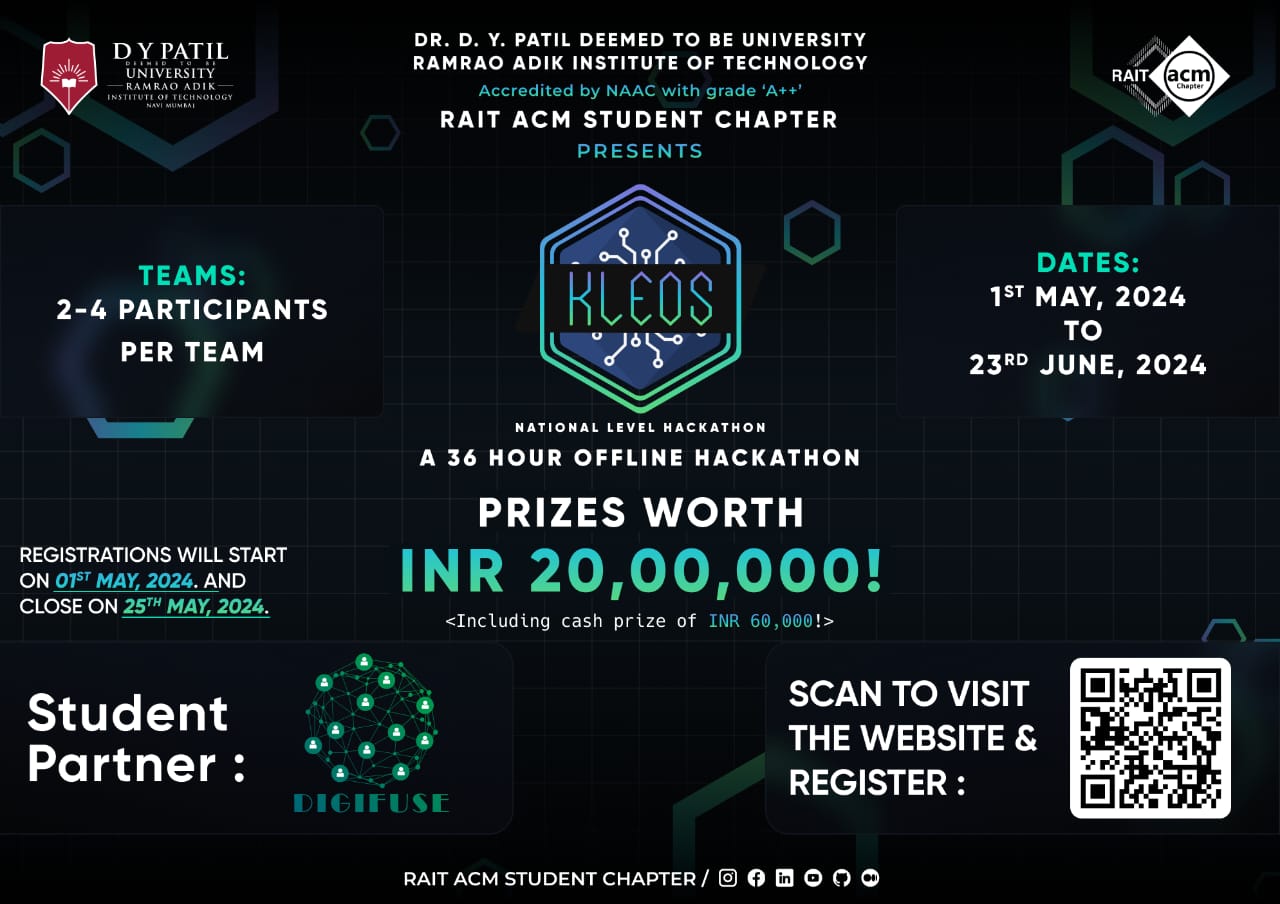 D Y PATIL
DEEMED TO BE
UNIVERSITY
RAMRAO ADIK
INSTITUTE OF TECHNOLOGY
NAVI MUMBAI
DR. D. Y. PATIL DEEMED TO BE UNIVERSITY
RAMRAO ADIK INSTITUTE OF TECHNOLOGY
Accredited by NAAC with grade ‘A++’
RAIT ACM STUDENT CHAPTER
PRESENTS
RAIT acm
Chapter
TEAMS:
2-4 PARTICIPANTS
PER TEAM
KLEOS
DATES:
1ST MAY, 2024
TO
23RD JUNE, 2024
NATIONAL LEVEL HACKATHON
A 36 HOUR OFFLINE HACKATHON
PRIZES WORTH
INR 20,00,000!
<Including cash prize of INR 60,000!>
REGISTRATIONS WILL START
ON 01ST MAY, 2024. AND
CLOSE ON 25TH MAY, 2024.
Student
Partner :
DIGIFUSE
SCAN TO VISIT
THE WEBSITE &
REGISTER :
RAIT ACM STUDENT CHAPTER /